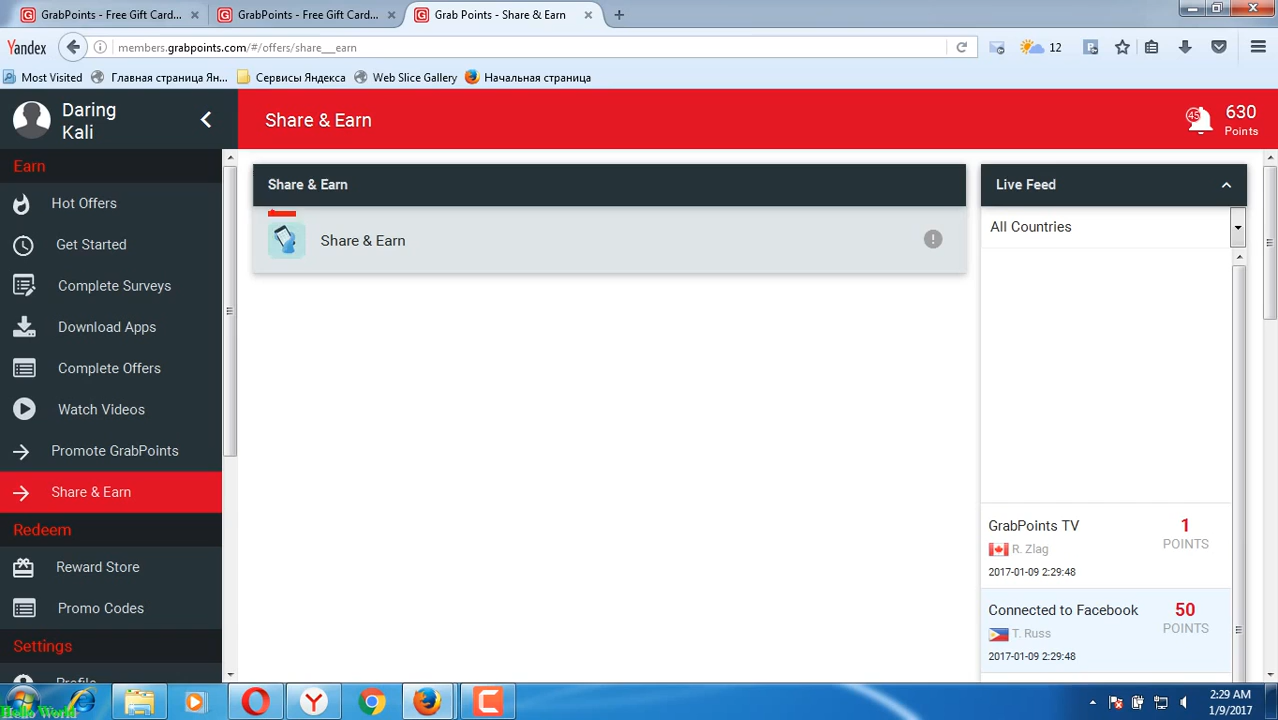 GrabPoints - Free Gift Card...
GrabPoints - Free Gift Card...
Grab Points - Share & Earn
Yandex
members.grabpoints.com/#/offers/share__earn
12
Most Visited
Главная страница Ян...
Сервисы Яндекса
Web Slice Gallery
Начальная страница
Daring
Kali
Share & Earn
45
630
Points
Earn
Hot Offers
Get Started
Complete Surveys
Download Apps
Complete Offers
Watch Videos
Promote GrabPoints
Share & Earn
Redeem
Reward Store
Promo Codes
Settings
Profile
Share & Earn
Share & Earn
Live Feed
All Countries
GrabPoints TV
1
R. Zlag
POINTS
2017-01-09 2:29:48
Connected to Facebook
50
T. Russ
POINTS
2017-01-09 2:29:48
Hello World
2:29 AM
1/9/2017